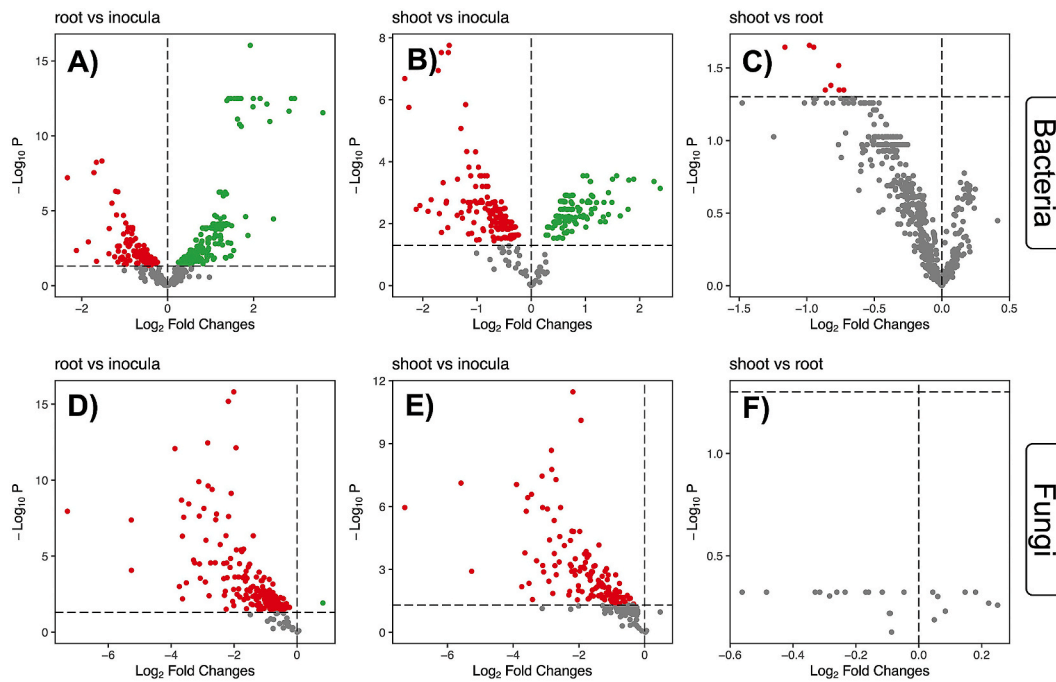 root vs inocula
shoot vs inocula
shoot vs root
A)
B)
C)
15
10
5
0
8
6
4
2
0
1.5
1.0
0.5
0.0
− Log10 P
− Log10 P
− Log10 P
−2
0
2
−2
−1
0
1
2
−1.5
−1.0
−0.5
0.0
0.5
Log2 Fold Changes
Log2 Fold Changes
Log2 Fold Changes
Bacteria
root vs inocula
shoot vs inocula
shoot vs root
D)
E)
F)
15
10
5
0
12
9
6
3
0
1.0
0.5
− Log10 P
− Log10 P
− Log10 P
−6
−4
−2
0
−6
−4
−2
0
−0.6
−0.4
−0.2
0.0
0.2
Log2 Fold Changes
Log2 Fold Changes
Log2 Fold Changes
Fungi